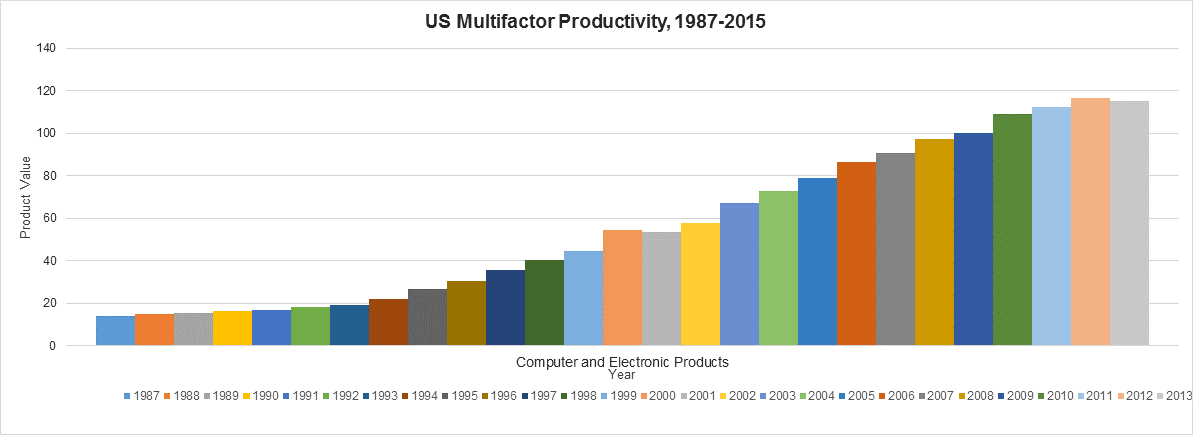 US Multifactor Productivity, 1987-2015
140
120
100
80
60
40
20
0
Product Value
Computer and Electronic Products
Year
1987 1988 1989 1990 1991 1992 1993 1994 1995 1996 1997 1998 1999 2000 2001 2002 2003 2004 2005 2006 2007 2008 2009 2010 2011 2012 2013